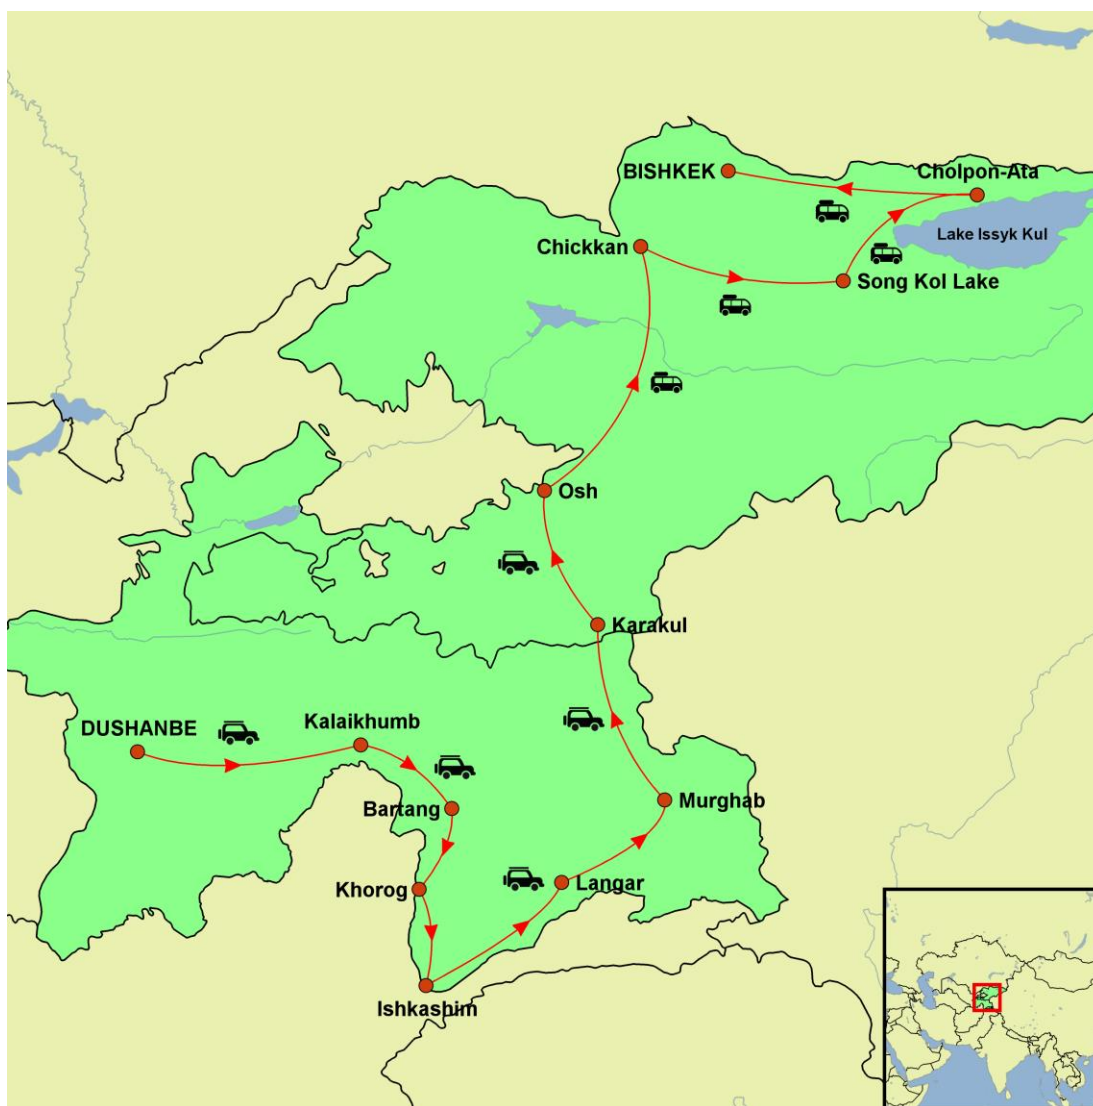 BISHKEK
Cholpon-Ata
Lake Issyk Kul
Chickkan
Song Kol Lake
Osh
Karakul
DUSHANBE
Kalaikhumb
Bartang
Murghab
Khorog
Langar
Ishkashim